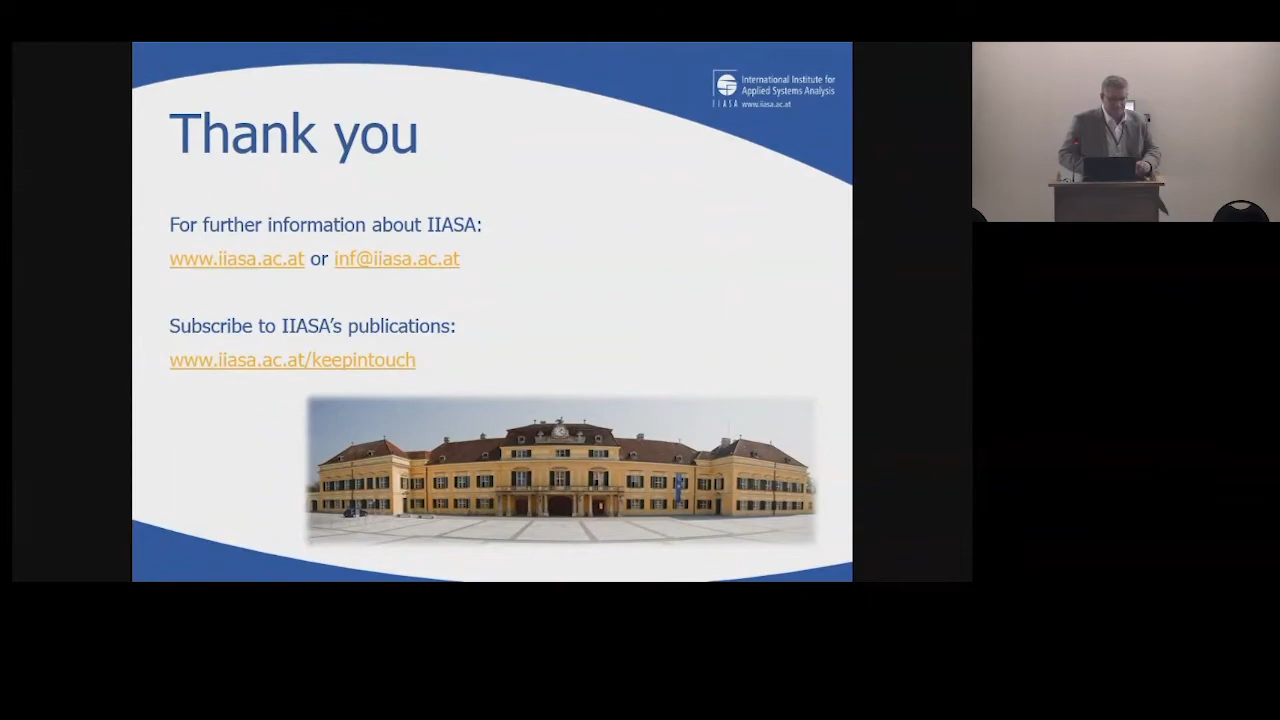 International Institute for
Applied Systems Analysis
IIASA www.iiasa.ac.at
Thank you
For further information about IIASA:
www.iiasa.ac.at or inf@iiasa.ac.at
Subscribe to IIASA's publications:
www.iiasa.ac.at/keepintouch